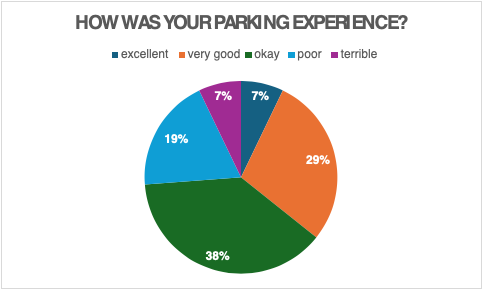 HOW WAS YOUR PARKING EXPERIENCE?
excellent very good okay poor terrible
7% 7%
19% 29%
38%